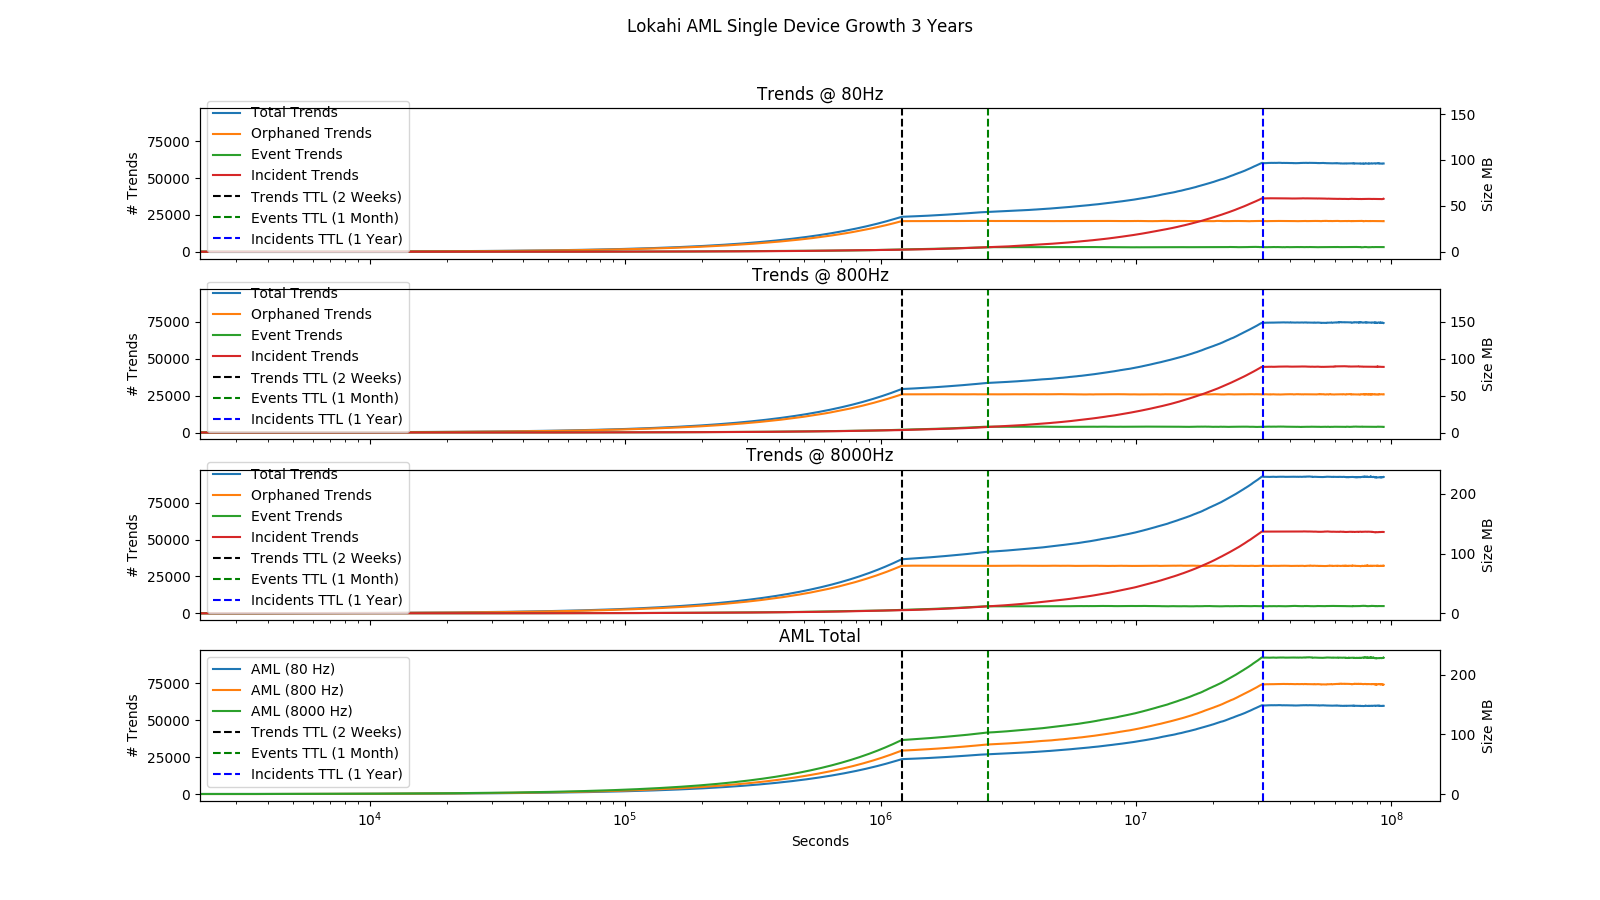 Lokahi AML Single Device Growth 3 Years
Trends @ 80Hz
Total Trends
Orphaned Trends
Event Trends
Incident Trends
Trends TTL (2 Weeks)
Events TTL (1 Month)
Incidents TTL (1 Year)
# Trends
75000
50000
25000
0
150
100
50
0
Size MB
Trends @ 800Hz
Total Trends
Orphaned Trends
Event Trends
Incident Trends
Trends TTL (2 Weeks)
Events TTL (1 Month)
Incidents TTL (1 Year)
# Trends
75000
50000
25000
0
150
100
50
0
Size MB
Trends @ 8000Hz
Total Trends
Orphaned Trends
Event Trends
Incident Trends
Trends TTL (2 Weeks)
Events TTL (1 Month)
Incidents TTL (1 Year)
# Trends
75000
50000
25000
0
200
100
0
Size MB
AML Total
AML (80 Hz)
AML (800 Hz)
AML (8000 Hz)
Trends TTL (2 Weeks)
Events TTL (1 Month)
Incidents TTL (1 Year)
# Trends
75000
50000
25000
0
200
100
0
Size MB
10⁴ 10⁵ 10⁶ 10⁷ 10⁸
Seconds